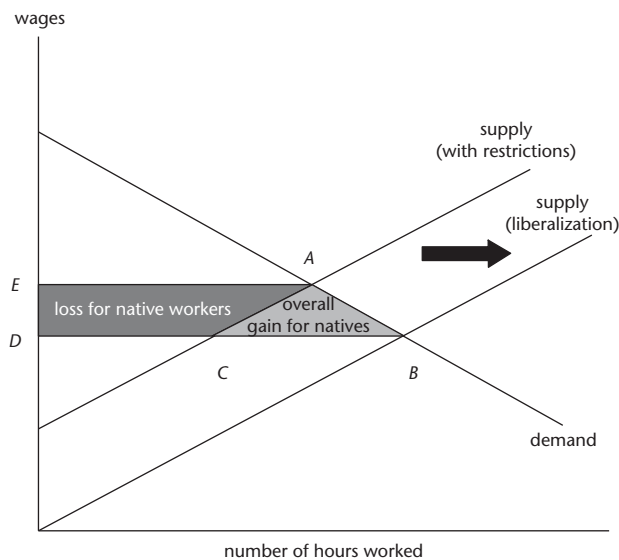 wages
supply
(with restrictions)
supply
(liberalization)
A
E
loss for native workers
overall
gain for natives
D
C
B
demand
number of hours worked